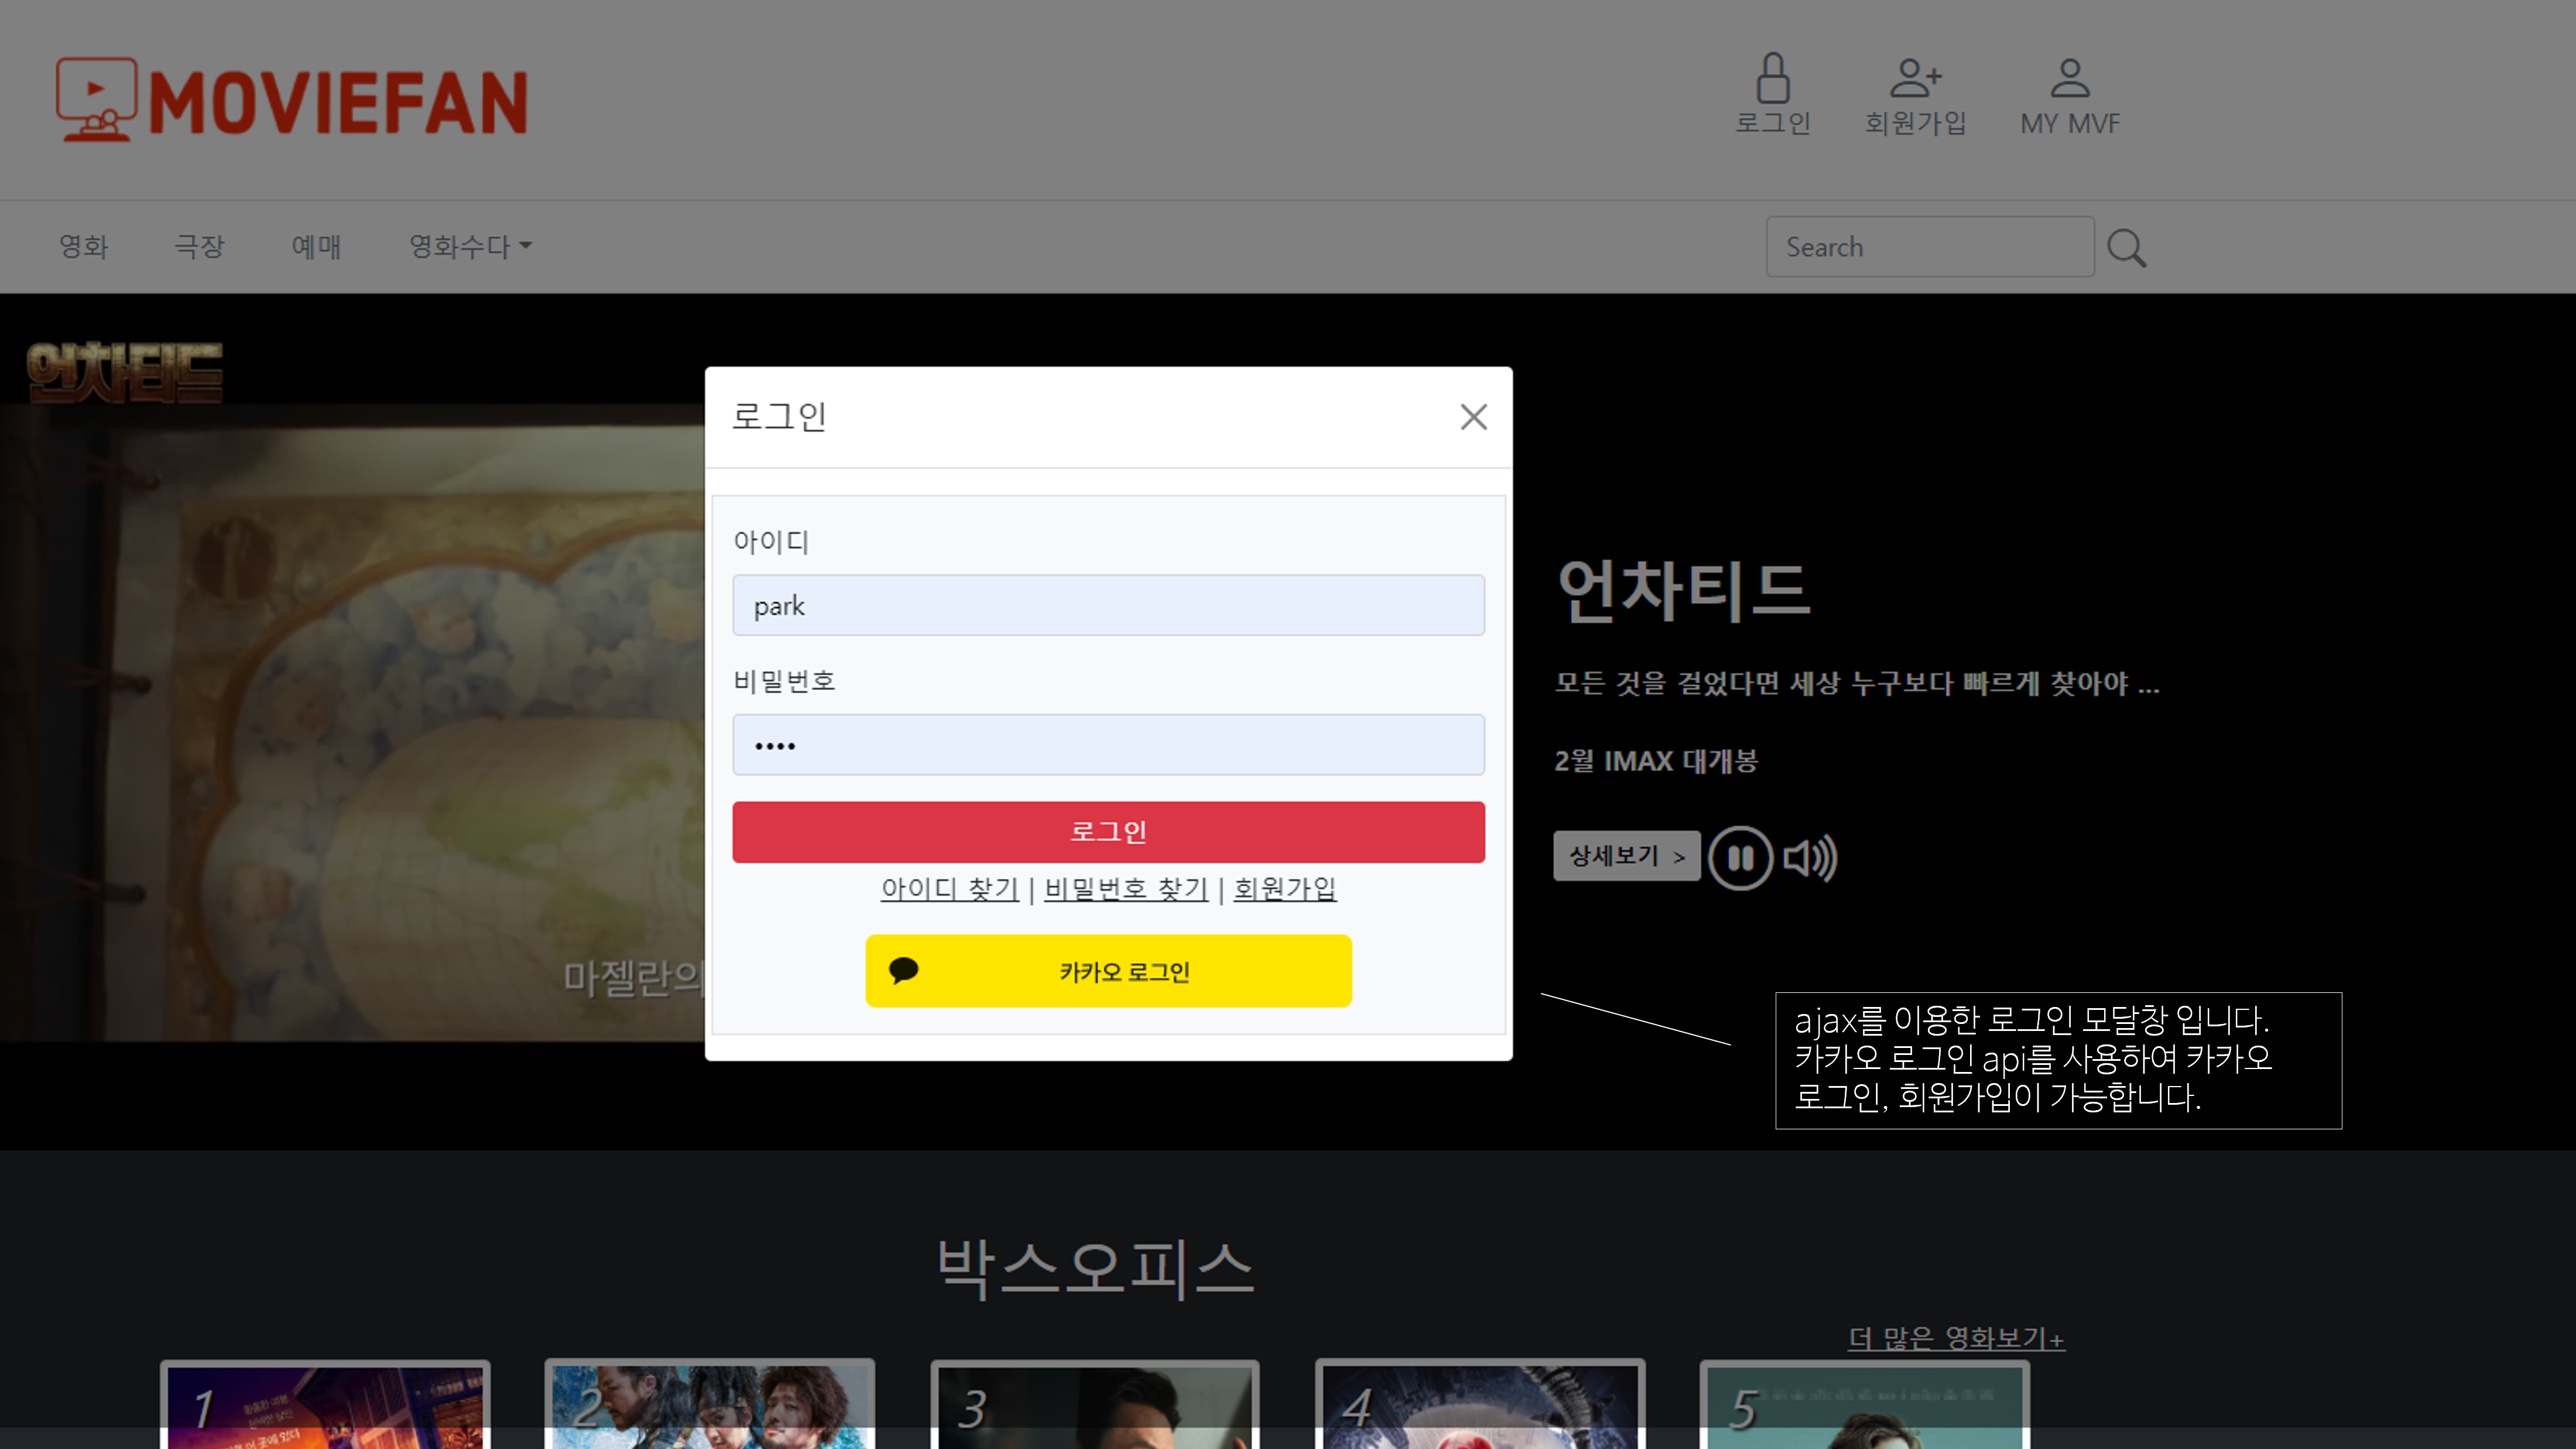 MOVIEFAN
로그인
회원가입
MY MVF
영화
극장
예매
영화수다
Search
언차티드
로그인
아이디
park
비밀번호
••••
로그인
아이디 찾기 | 비밀번호 찾기 | 회원가입
카카오 로그인
마젤란의
언차티드
모든 것을 걸었다면 세상 누구보다 빠르게 찾아야 ...
2월 IMAX 대개봉
상세보기 >
ajax를 이용한 로그인 모달창 입니다.
카카오 로그인 api를 사용하여 카카오
로그인, 회원가입이 가능합니다.
박스오피스
더 많은 영화보기+
1
2
3
4
5